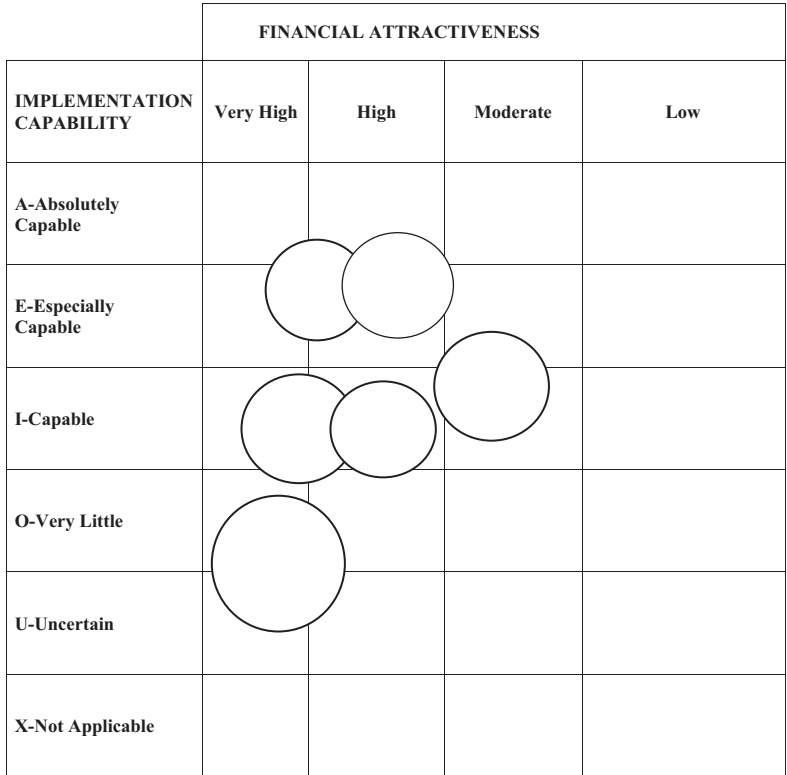 FINANCIAL ATTRACTIVENESS
IMPLEMENTATION
CAPABILITY
Very High
High
Moderate
Low
A-Absolutely
Capable
E-Especially
Capable
I-Capable
O-Very Little
U-Uncertain
X-Not Applicable